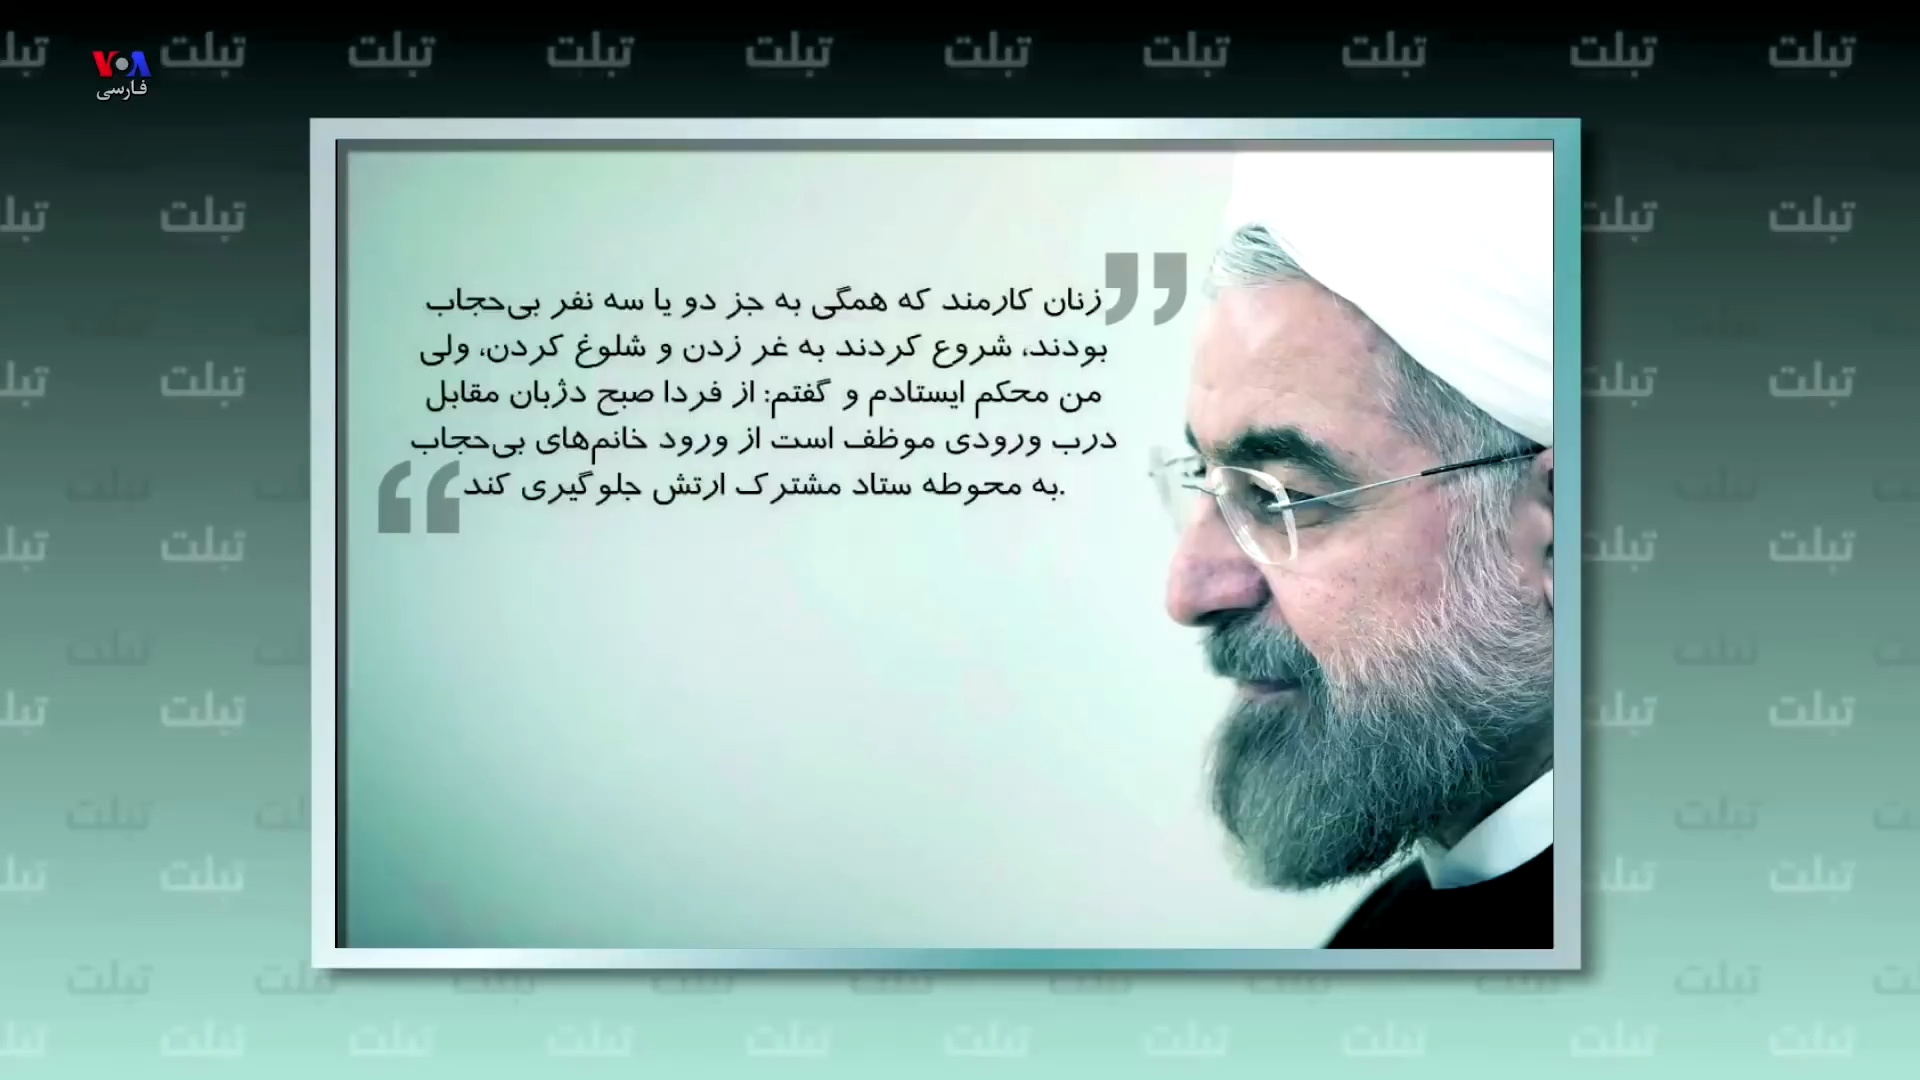 VOA
فارسی
تبلت
زنان کارمند که همگی به جز دو یا سه نفر بی‌حجاب
بودند، شروع کردند به غر زدن و شلوغ کردن، ولی
من محکم ایستادم و گفتم: از فردا صبح دژبان مقابل
درب ورودی موظف است از ورود خانم‌های بی‌حجاب
به محوطه ستاد مشترک ارتش جلوگیری کند.